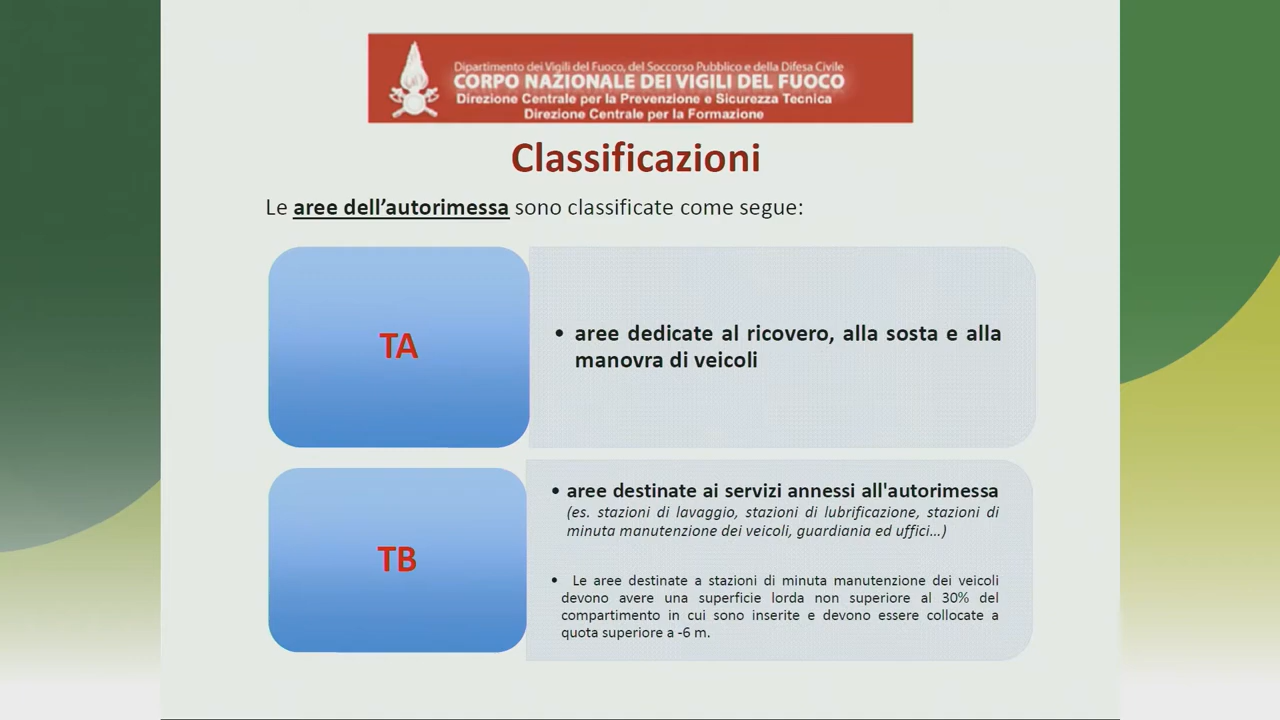 Dipartimento dei Vigili del Fuoco, del Soccorso Pubblico e della Difesa Civile
CORPO NAZIONALE DEI VIGILI DEL FUOCO
Direzione Centrale per la Prevenzione e Sicurezza Tecnica
Direzione Centrale per la Formazione
Classificazioni
Le aree dell'autorimessa sono classificate come segue:
TA
• aree dedicate al ricovero, alla sosta e alla
manovra di veicoli
TB
• aree destinate ai servizi annessi all'autorimessa
(es. stazioni di lavaggio, stazioni di lubrificazione, stazioni di
minuta manutenzione dei veicoli, guardiania ed uffici…)
• Le aree destinate a stazioni di minuta manutenzione dei veicoli
devono avere una superficie lorda non superiore al 30% del
compartimento in cui sono inserite e devono essere collocate a
quota superiore a -6 m.